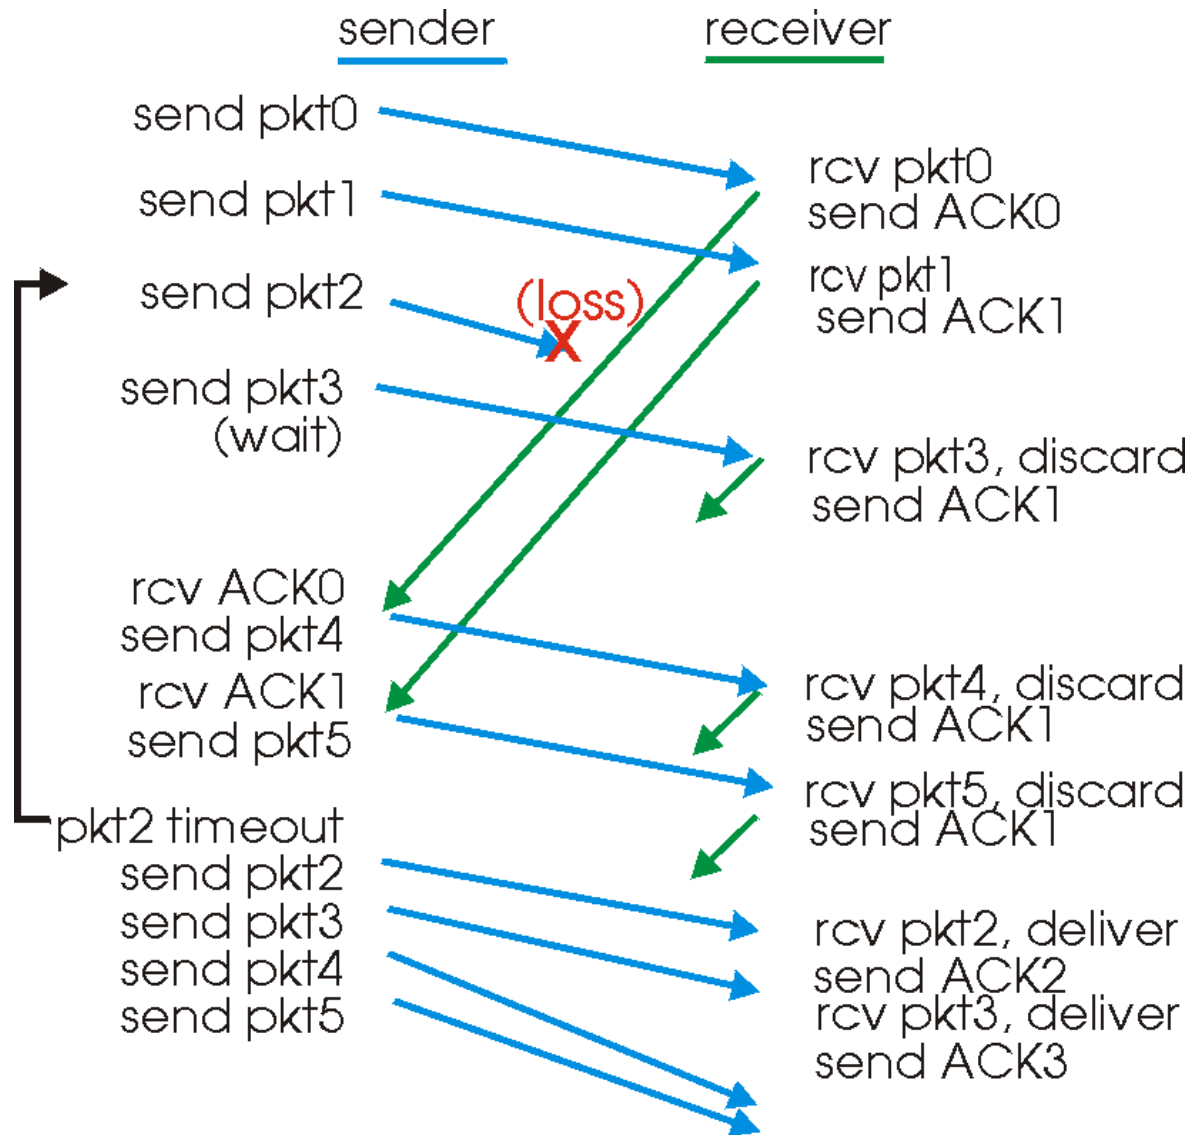 sender
receiver
send pkt0
send pkt1
send pkt2
send pkt3
(wait)
(loss)
X
rcv pkt0
send ACK0
rcv pkt1
send ACK1
rcv pkt3, discard
send ACK1
rcv ACK0
send pkt4
rcv ACK1
send pkt5
rcv pkt4, discard
send ACK1
rcv pkt5, discard
send ACK1
pkt2 timeout
send pkt2
send pkt3
send pkt4
send pkt5
rcv pkt2, deliver
send ACK2
rcv pkt3, deliver
send ACK3